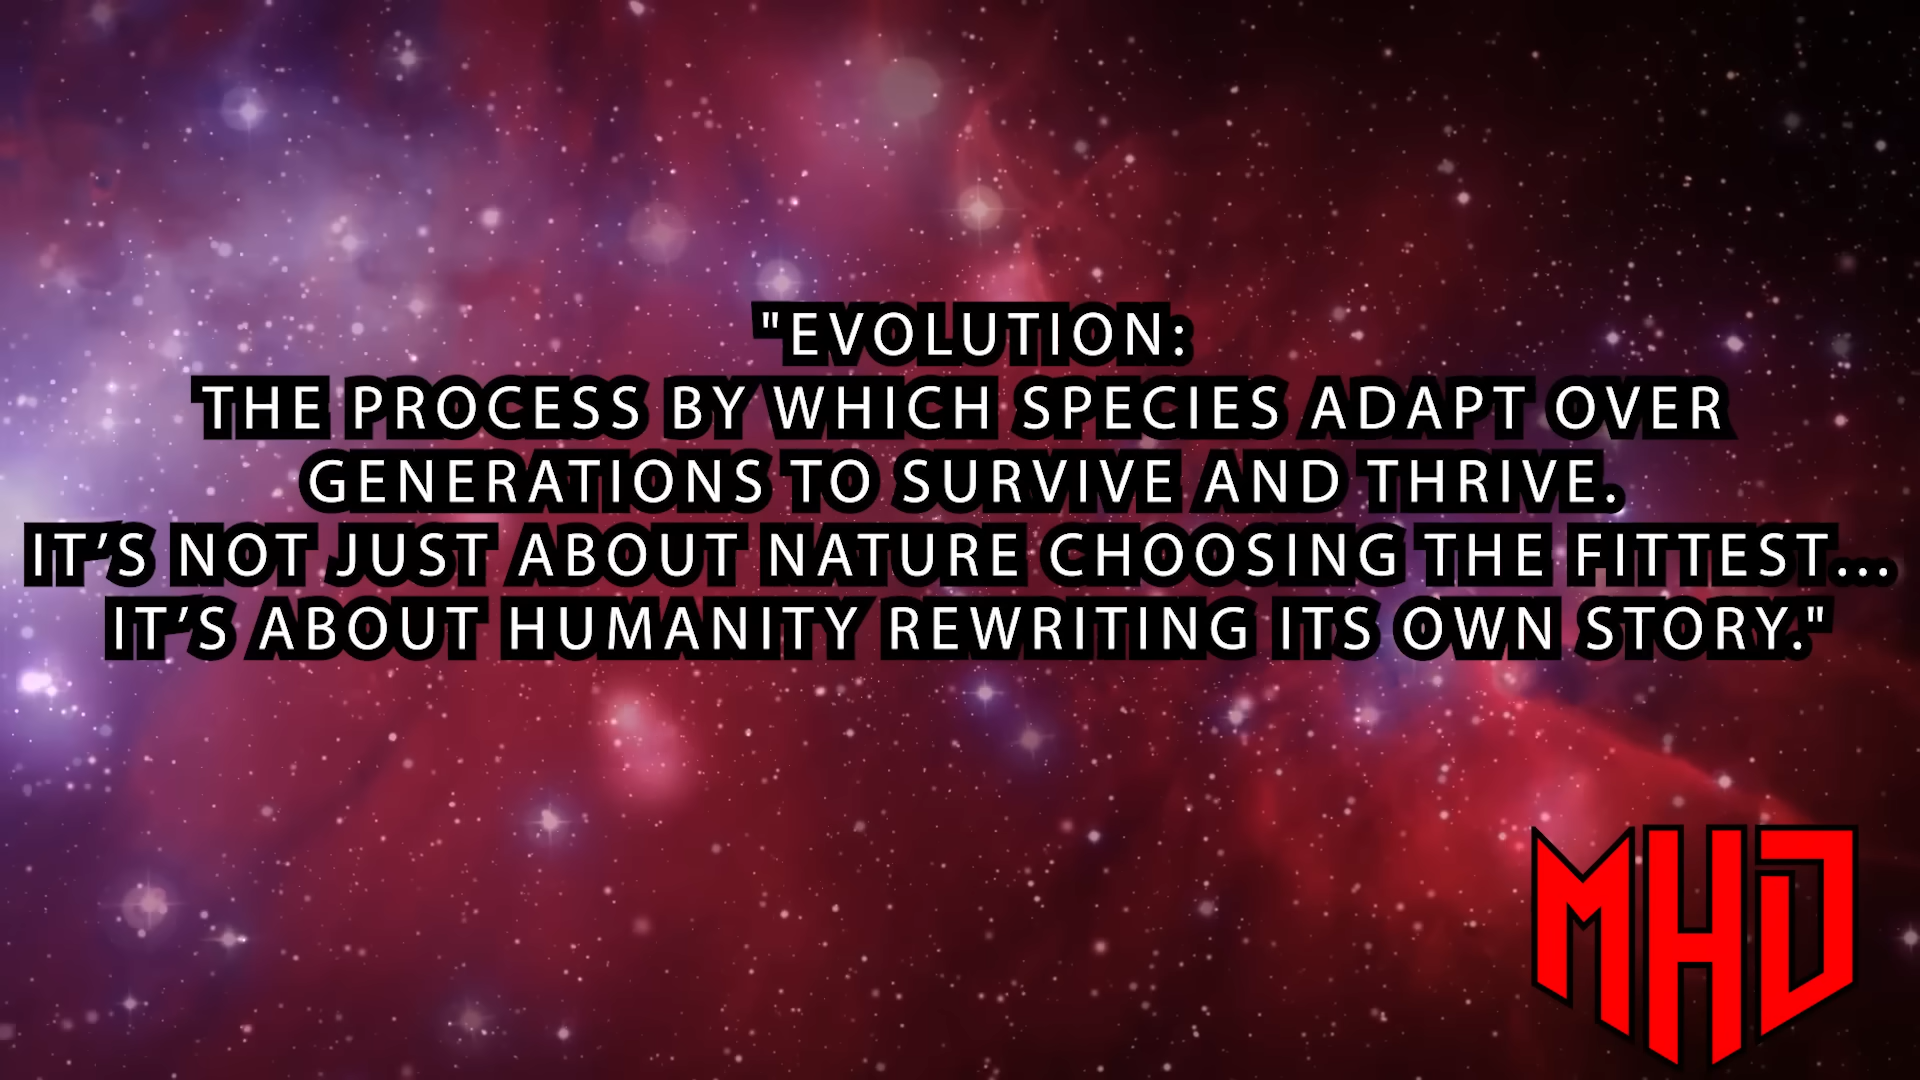 "EVOLUTION:
THE PROCESS BY WHICH SPECIES ADAPT OVER
GENERATIONS TO SURVIVE AND THRIVE.
IT’S NOT JUST ABOUT NATURE CHOOSING THE FITTEST...
IT’S ABOUT HUMANITY REWRITING ITS OWN STORY."
MHD